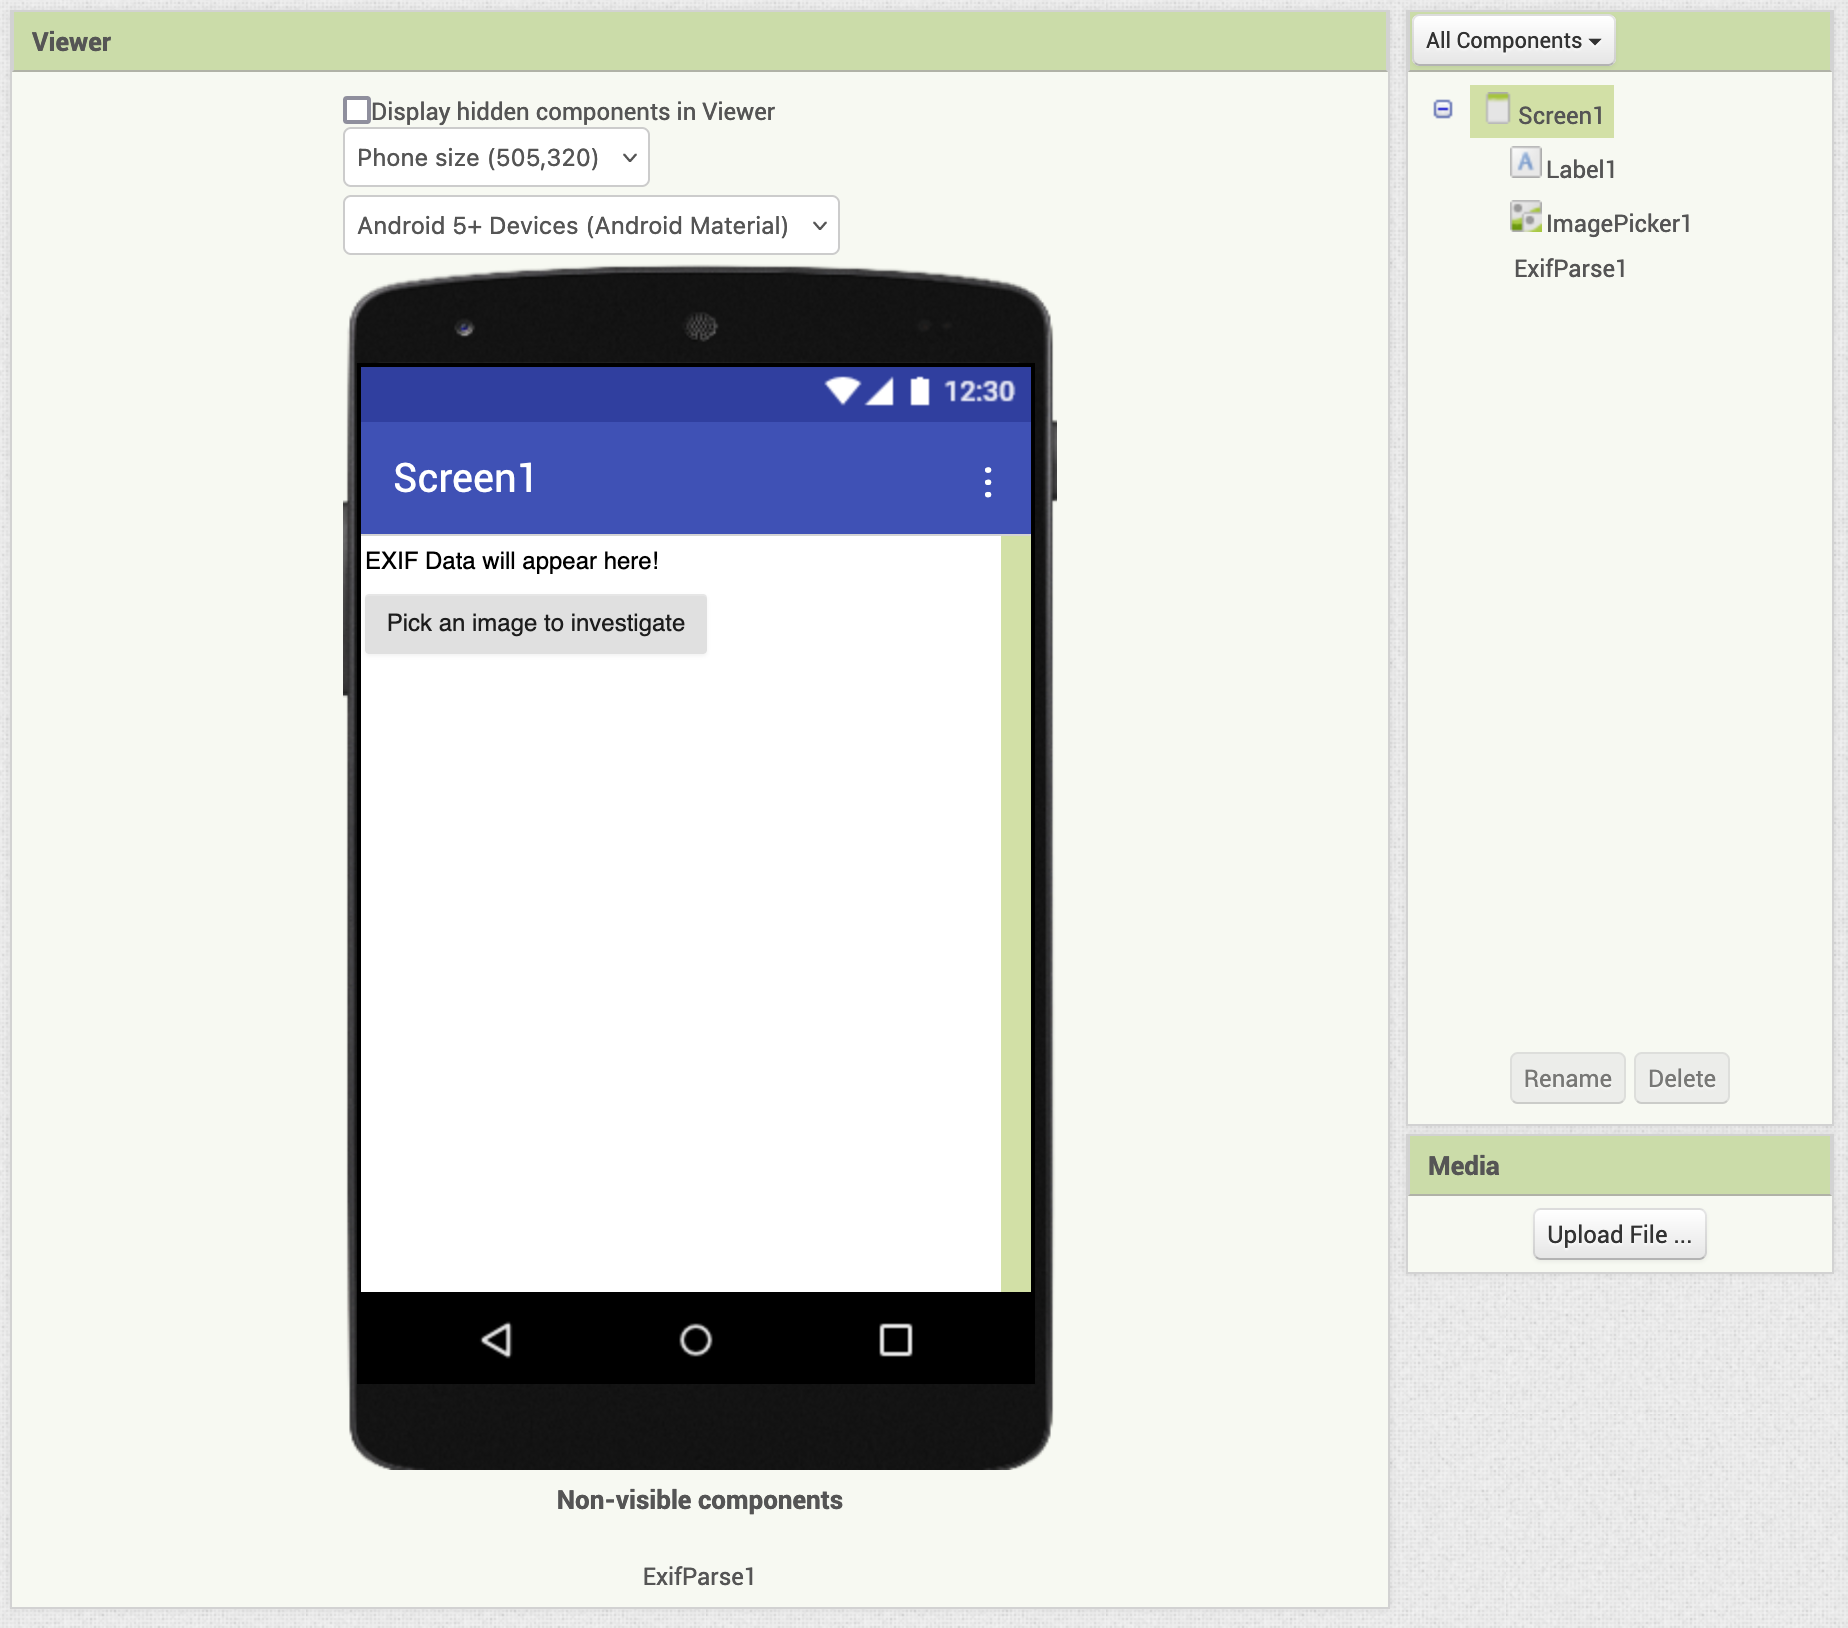 Viewer
Display hidden components in Viewer
Phone size (505,320)
Android 5+ Devices (Android Material)
12:30
Screen1
EXIF Data will appear here!
Pick an image to investigate
Non-visible components
ExifParse1
All Components
Screen1
A Label1
ImagePicker1
ExifParse1
Rename Delete
Media
Upload File ...